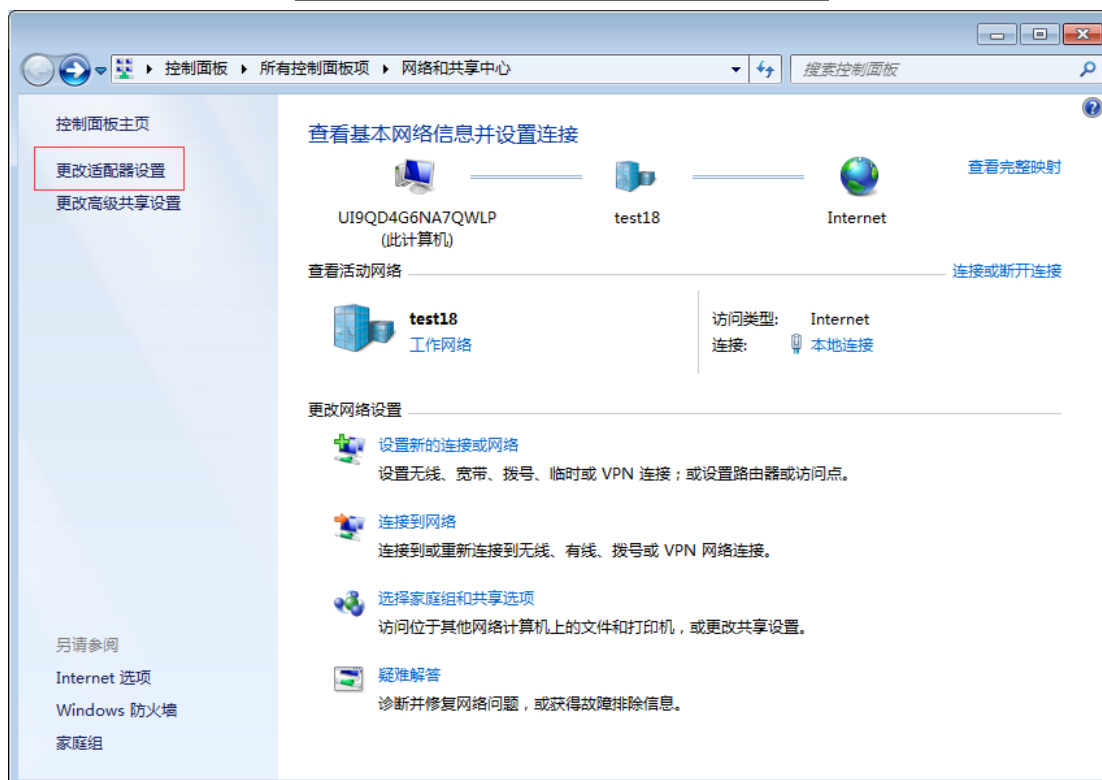 控制面板 ▸ 所有控制面板项 ▸ 网络和共享中心
搜索控制面板
控制面板主页
更改适配器设置
更改高级共享设置
查看基本网络信息并设置连接
查看完整映射
UI9QD4G6NA7QWLP
(此计算机)
test18
Internet
查看活动网络
连接或断开连接
test18
工作网络
访问类型: Internet
连接: 本地连接
更改网络设置
设置新的连接或网络
设置无线、宽带、拨号、临时或 VPN 连接；或设置路由器或访问点。
连接到网络
连接到或重新连接到无线、有线、拨号或 VPN 网络连接。
选择家庭组和共享选项
访问位于其他网络计算机上的文件和打印机，或更改共享设置。
疑难解答
诊断并修复网络问题，或获得故障排除信息。
另请参阅
Internet 选项
Windows 防火墙
家庭组